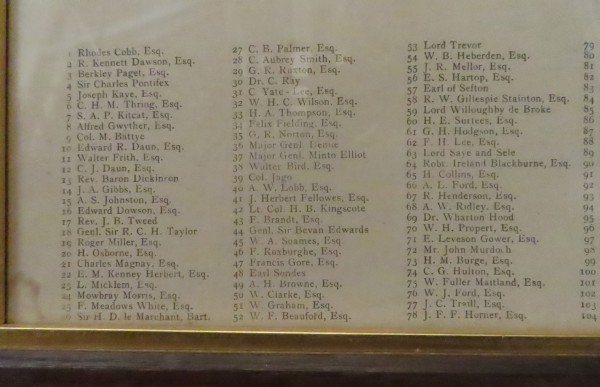 1 Rhodes Cobb, Esq.
2 R. Kennett Dawson, Esq.
3 Berkley Paget, Esq.
4 Sir Charles Pontifex
5 Joseph Kaye, Esq.
6 C. H. M. Thring, Esq.
7 S. A. P. Kitcat, Esq.
8 Alfred Gwyther, Esq.
9 Col. M. Battye
10 Edward R. Daun, Esq.
11 Walter Frith, Esq.
12 C. J. Daun, Esq.
13 Rev. Baron Dickinson
14 J. A. Gibbs, Esq.
15 A. S. Johnston, Esq.
16 Edward Dowson, Esq.
17 Rev. J. B. Tweed
18 Genl. Sir R. C. H. Taylor
19 Roger Miller, Esq.
20 H. Osborne, Esq.
21 Charles Magnay, Esq.
22 E. M. Kenney Herbert, Esq.
23 L. Micklem, Esq.
24 Mowbray Morris, Esq.
25 F. Meadows White, Esq.
26 Sir H. D. le Marchant, Bart.
27 C. B. Palmer, Esq.
28 C. Aubrey Smith, Esq.
29 G. R. Ruxton, Esq.
30 Dr. C. Ray
31 C. Yate-Lee, Esq.
32 W. H. C. Wilson, Esq.
33 H. A. Thompson, Esq.
34 Felix Fielding, Esq.
35 G. R. Norton, Esq.
36 Major Genl.
37 Major Genl. Minto Elliot
38 Walter Bird, Esq.
39 Col. Jago
40 A. W. Lobb, Esq.
41 J. Herbert Fellowes, Esq.
42 Lt. Col. H. B. Kingscote
43 F. Brandt, Esq.
44 Genl. Sir Bevan Edwards
45 W. A. Soames, Esq.
46 F. Roxburghe, Esq.
47 Francis Gore, Esq.
48 Earl Sondes
49 A. H. Browne, Esq.
50 W. Clarke, Esq.
51 W. Graham, Esq.
52 W. F. Beauford, Esq.
53 Lord Trevor
54 W. B. Heberden, Esq.
55 J. R. Mellor, Esq.
56 E. S. Hartop, Esq.
57 Earl of Sefton
58 R. W. Gillespie Stainton, Esq.
59 Lord Willoughby de Broke
60 H. E. Surtees, Esq.
61 G. H. Hodgson, Esq.
62 F. H. Lee, Esq.
63 Lord Saye and Sele
64 Robt. Ireland Blackburne, Esq.
65 H. Collins, Esq.
66 A. L. Ford, Esq.
67 R. Henderson, Esq.
68 A. W. Ridley, Esq.
69 Dr. Wharton Hood
70 W. H. Propert, Esq.
71 E. Leveson Gower, Esq.
72 Mr. John Murdoch
73 H. M. Burge, Esq.
74 C. G. Hulton, Esq.
75 W. Fuller Maitland, Esq.
76 W. J. Ford, Esq.
77 J. C. Traill, Esq.
78 J. F. F. Horner, Esq.
79
80
81
82
83
84
85
86
87
88
89
90
91
92
93
94
95
96
97
98
99
100
101
102
103
104